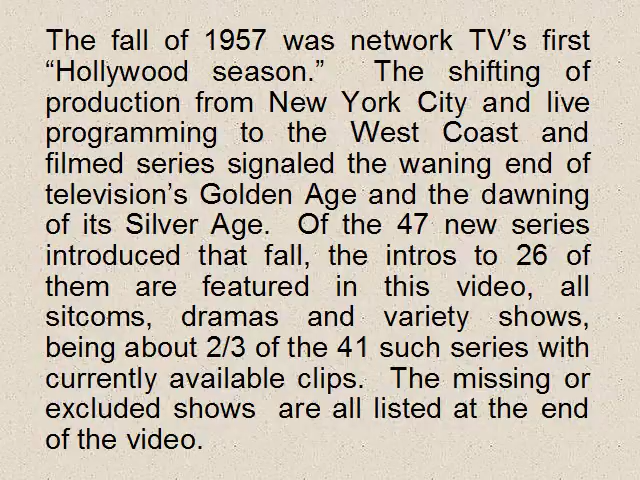 The fall of 1957 was network TV’s first
“Hollywood season.” The shifting of
production from New York City and live
programming to the West Coast and
filmed series signaled the waning end of
television’s Golden Age and the dawning
of its Silver Age. Of the 47 new series
introduced that fall, the intros to 26 of
them are featured in this video, all
sitcoms, dramas and variety shows,
being about 2/3 of the 41 such series with
currently available clips. The missing or
excluded shows are all listed at the end
of the video.